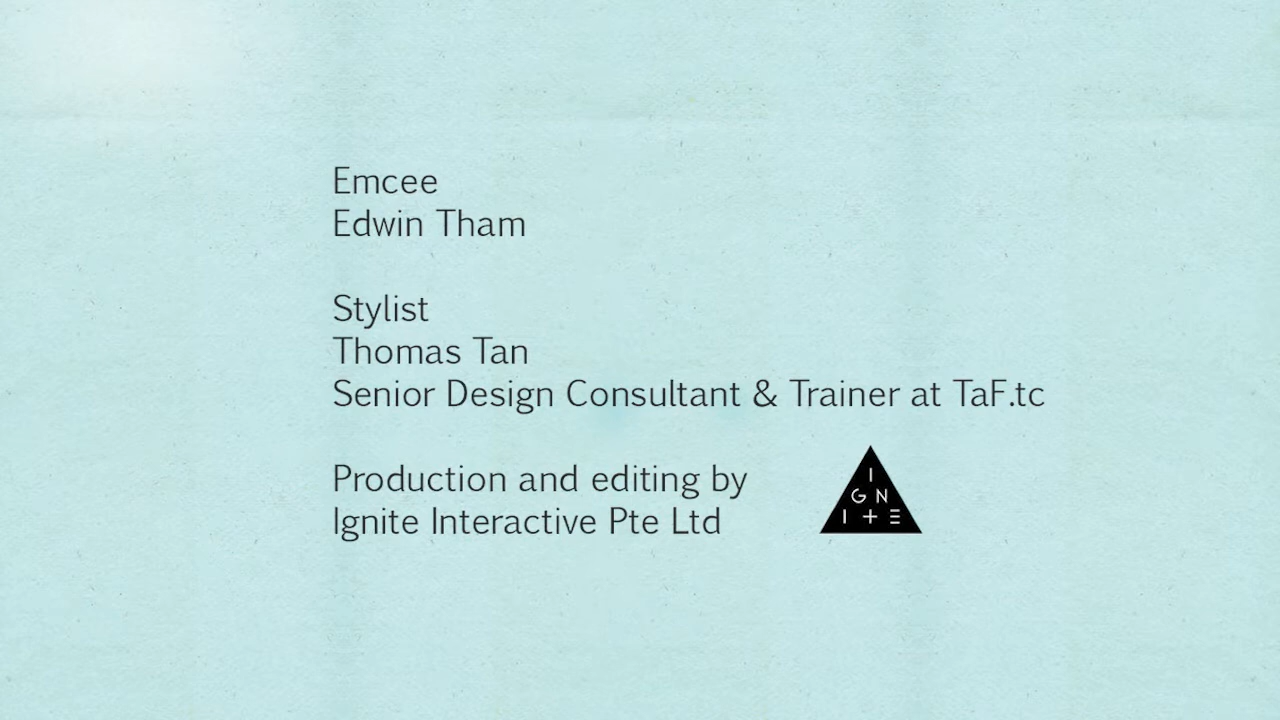 Emcee
Edwin Tham
Stylist
Thomas Tan
Senior Design Consultant & Trainer at TaF.tc
Production and editing by
Ignite Interactive Pte Ltd
I
GN
ITE